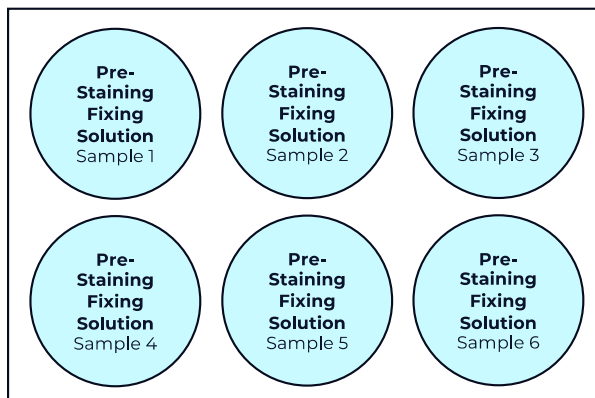 Pre-
Staining
Fixing
Solution
Sample 1
Pre-
Staining
Fixing
Solution
Sample 2
Pre-
Staining
Fixing
Solution
Sample 3
Pre-
Staining
Fixing
Solution
Sample 4
Pre-
Staining
Fixing
Solution
Sample 5
Pre-
Staining
Fixing
Solution
Sample 6